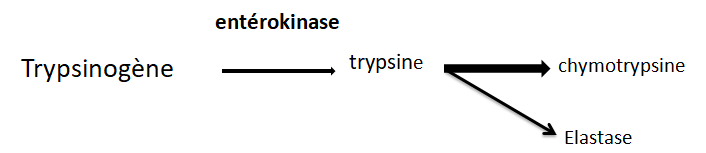 entérokinase
Trypsinogène
trypsine
chymotrypsine
Elastase